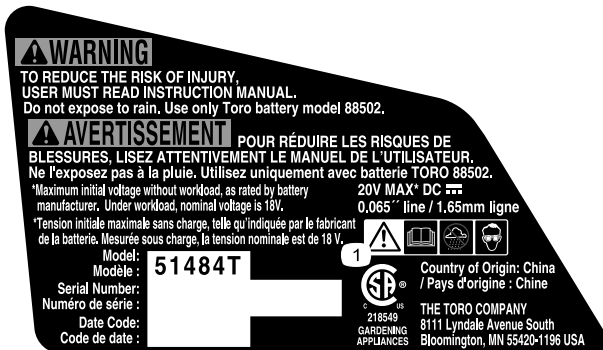 WARNING
TO REDUCE THE RISK OF INJURY,
USER MUST READ INSTRUCTION MANUAL.
Do not expose to rain. Use only Toro battery model 88502.
AVERTISSEMENT POUR RÉDUIRE LES RISQUES DE
BLESSURES, LISEZ ATTENTIVEMENT LE MANUEL DE L'UTILISATEUR.
Ne l'exposez pas à la pluie. Utilisez uniquement avec batterie TORO 88502.
*Maximum initial voltage without workload, as rated by battery
manufacturer. Under workload, nominal voltage is 18V.
*Tension initiale maximale sans charge, telle qu'indiquée par le fabricant
de la batterie. Mesurée sous charge, la tension nominale est de 18 V.
20V MAX* DC
0.065´´ line / 1.65mm ligne
1
Model:
Modèle :
51484T
Serial Number:
Numéro de série :
Date Code:
Code de date :
SA ®
C US
218549
GARDENING
APPLIANCES
Country of Origin: China
/ Pays d'origine : Chine
THE TORO COMPANY
8111 Lyndale Avenue South
Bloomington, MN 55420-1196 USA